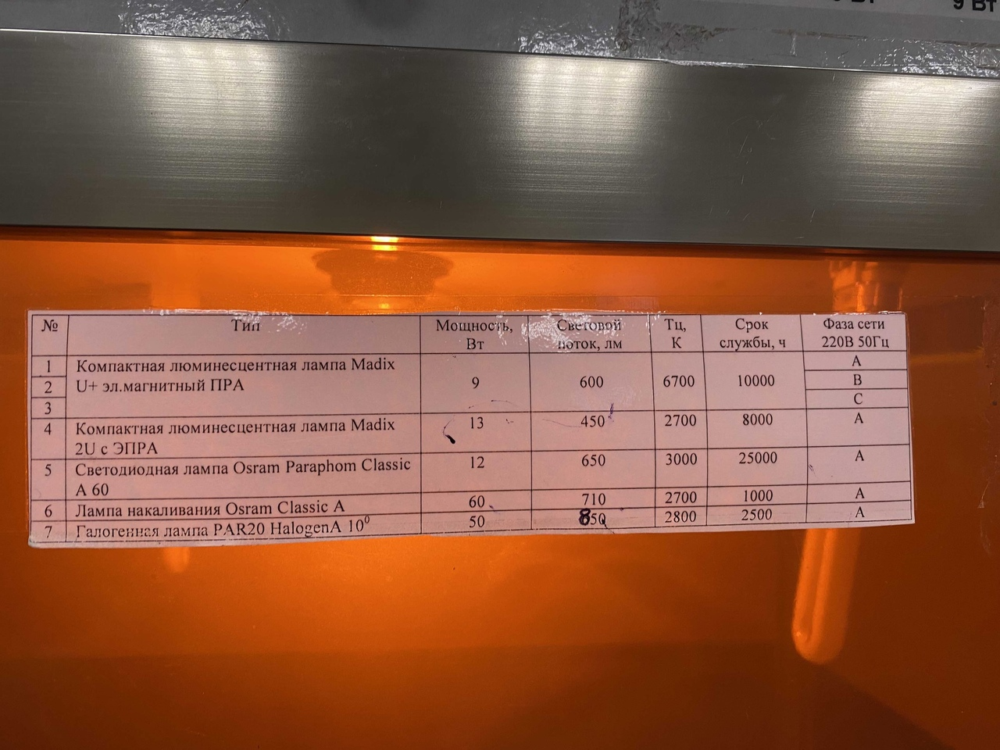 9 Вт
№ Тип Мощность, Вт Световой поток, лм Тц, К Срок службы, ч Фаза сети 220В 50Гц
1 Компактная люминесцентная лампа Madix A
2 U+ эл.магнитный ПРА 9 600 6700 10000 B
3 C
4 Компактная люминесцентная лампа Madix 13 450 2700 8000 A
2U с ЭПРА
5 Светодиодная лампа Osram Paraphom Classic 12 650 3000 25000 A
A 60
6 Лампа накаливания Osram Classic A 60 710 2700 1000 A
7 Галогенная лампа PAR20 HalogenA 10⁰ 50 850 2800 2500 A